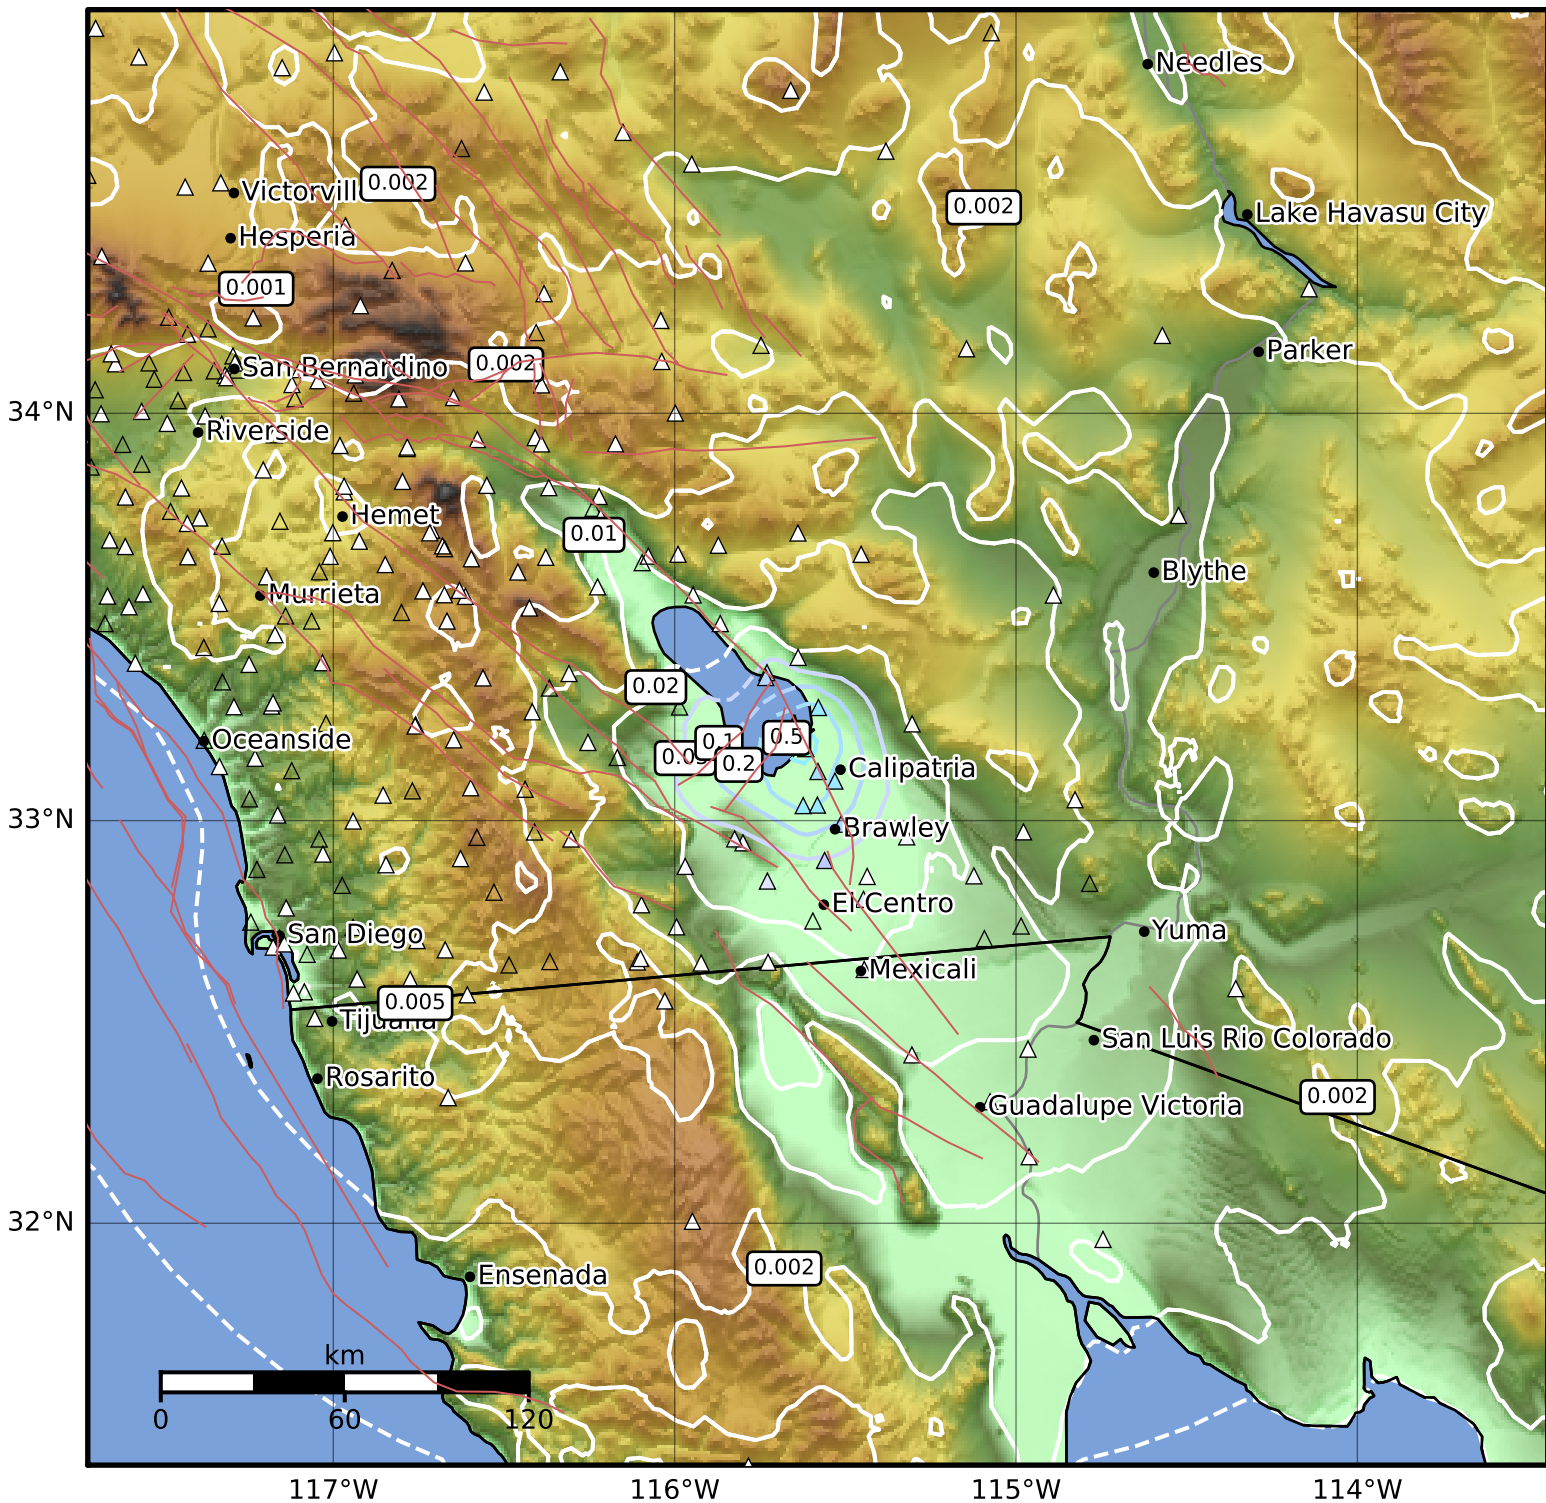 Needles
Victorville
0.002
0.002
Lake Havasu City
Hesperia
0.001
San Bernardino
0.002
Parker
34°N
Riverside
Hemet
0.01
Blythe
Murrieta
0.02
Oceanside
0.1
0.5
0.2
Calipatria
33°N
Brawley
El Centro
San Diego
Yuma
Mexicali
0.005
Tijuana
San Luis Rio Colorado
Rosarito
0.002
Guadalupe Victoria
32°N
0.002
Ensenada
km
0
60
120
117°W
116°W
115°W
114°W